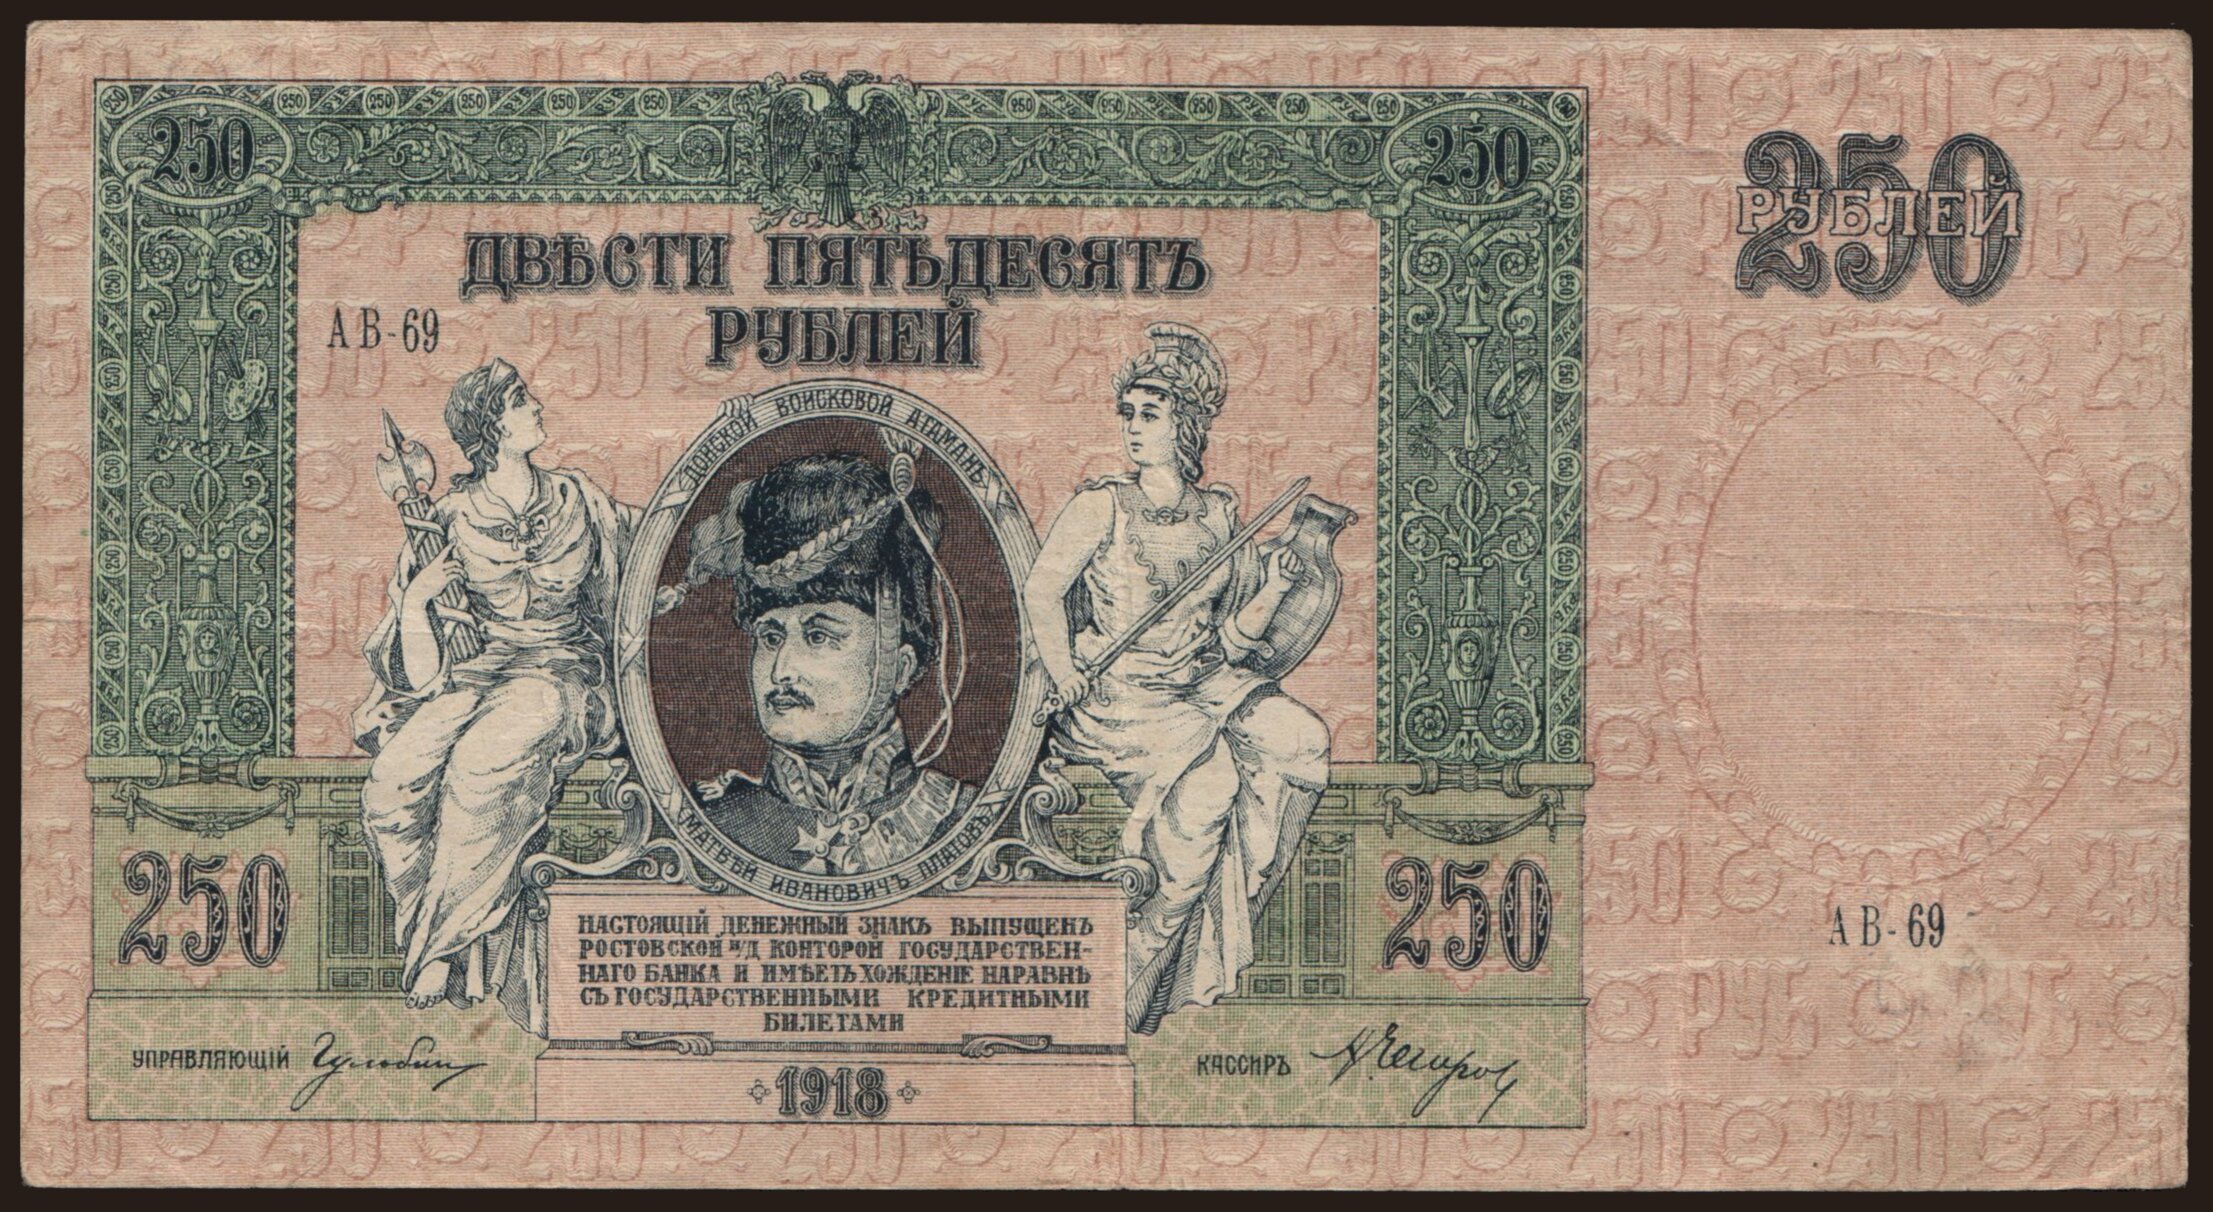 250
250
250
РУБЛЕЙ
ДВѢСТИ ПЯТЬДЕСЯТЪ
РУБЛЕЙ
АВ-69
ДОНСКОЙ ВОЙСКОВОЙ АТАМАНЪ
МАТВѢЙ ИВАНОВИЧЪ ПЛАТОВЪ
250
250
АВ-69
НАСТОЯЩІЙ ДЕНЕЖНЫЙ ЗНАКЪ ВЫПУЩЕНЪ
РОСТОВСКОЙ Н/Д КОНТОРОЙ ГОСУДАРСТВЕН-
НАГО БАНКА И ИМѢЕТЪ ХОЖДЕНІЕ НАРАВНѢ
СЪ ГОСУДАРСТВЕННЫМИ КРЕДИТНЫМИ
БИЛЕТАМИ
УПРАВЛЯЮЩІЙ
КАССИРЪ
1918